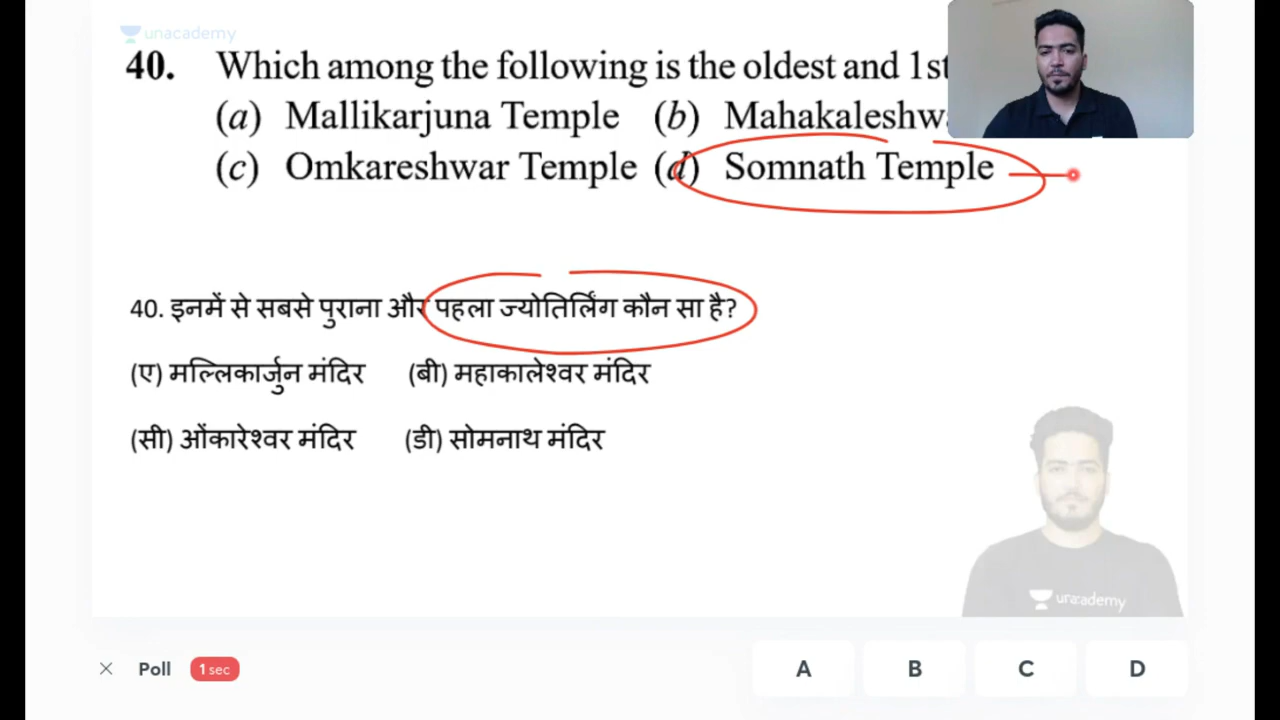 unacademy
40. Which among the following is the oldest and 1st
(a) Mallikarjuna Temple (b) Mahakaleshwa
(c) Omkareshwar Temple (d) Somnath Temple
40. इनमें से सबसे पुराना और पहला ज्योतिर्लिंग कौन सा है?
(ए) मल्लिकार्जुन मंदिर (बी) महाकालेश्वर मंदिर
(सी) ओंकारेश्वर मंदिर (डी) सोमनाथ मंदिर
unacademy
Poll 1 sec A B C D